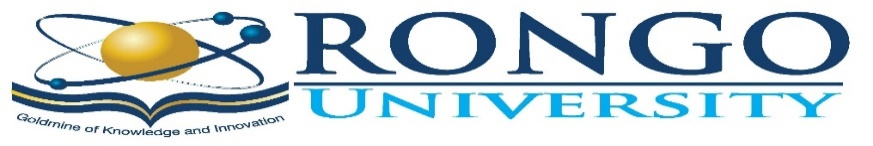 RONGO
UNIVERSITY
Goldmine of Knowledge and Innovation